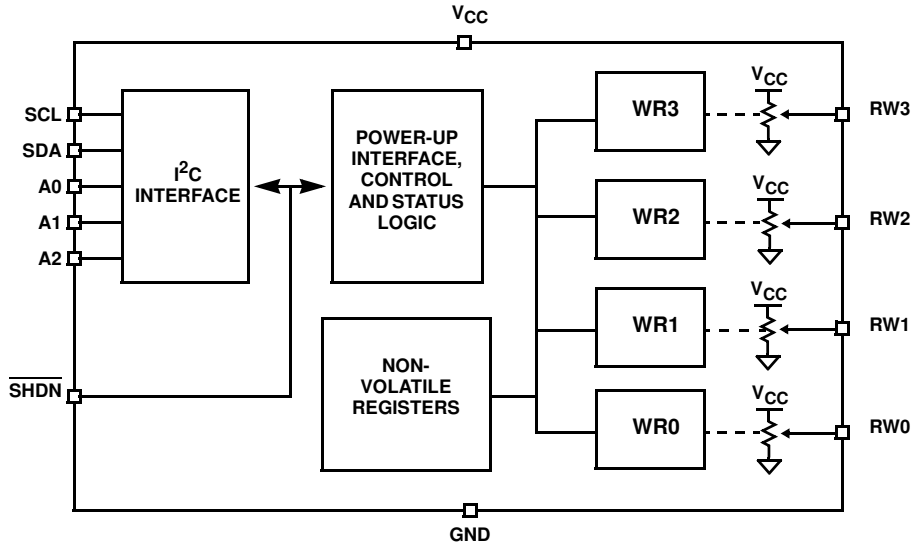 VCC
SCL
SDA
A0
A1
A2
SHDN
I2C
INTERFACE
POWER-UP
INTERFACE,
CONTROL
AND STATUS
LOGIC
NON-
VOLATILE
REGISTERS
WR3
VCC
RW3
WR2
VCC
RW2
WR1
VCC
RW1
WR0
VCC
RW0
GND